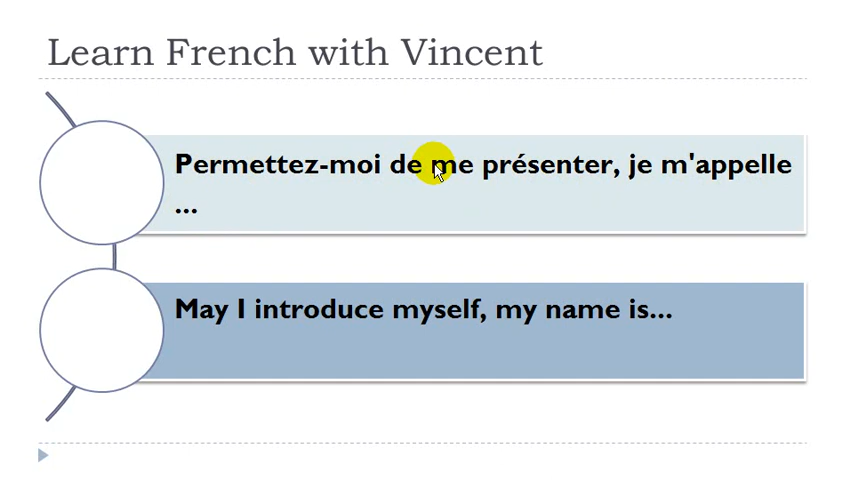 Learn French with Vincent
Permettez-moi de me présenter, je m'appelle
...
May I introduce myself, my name is...